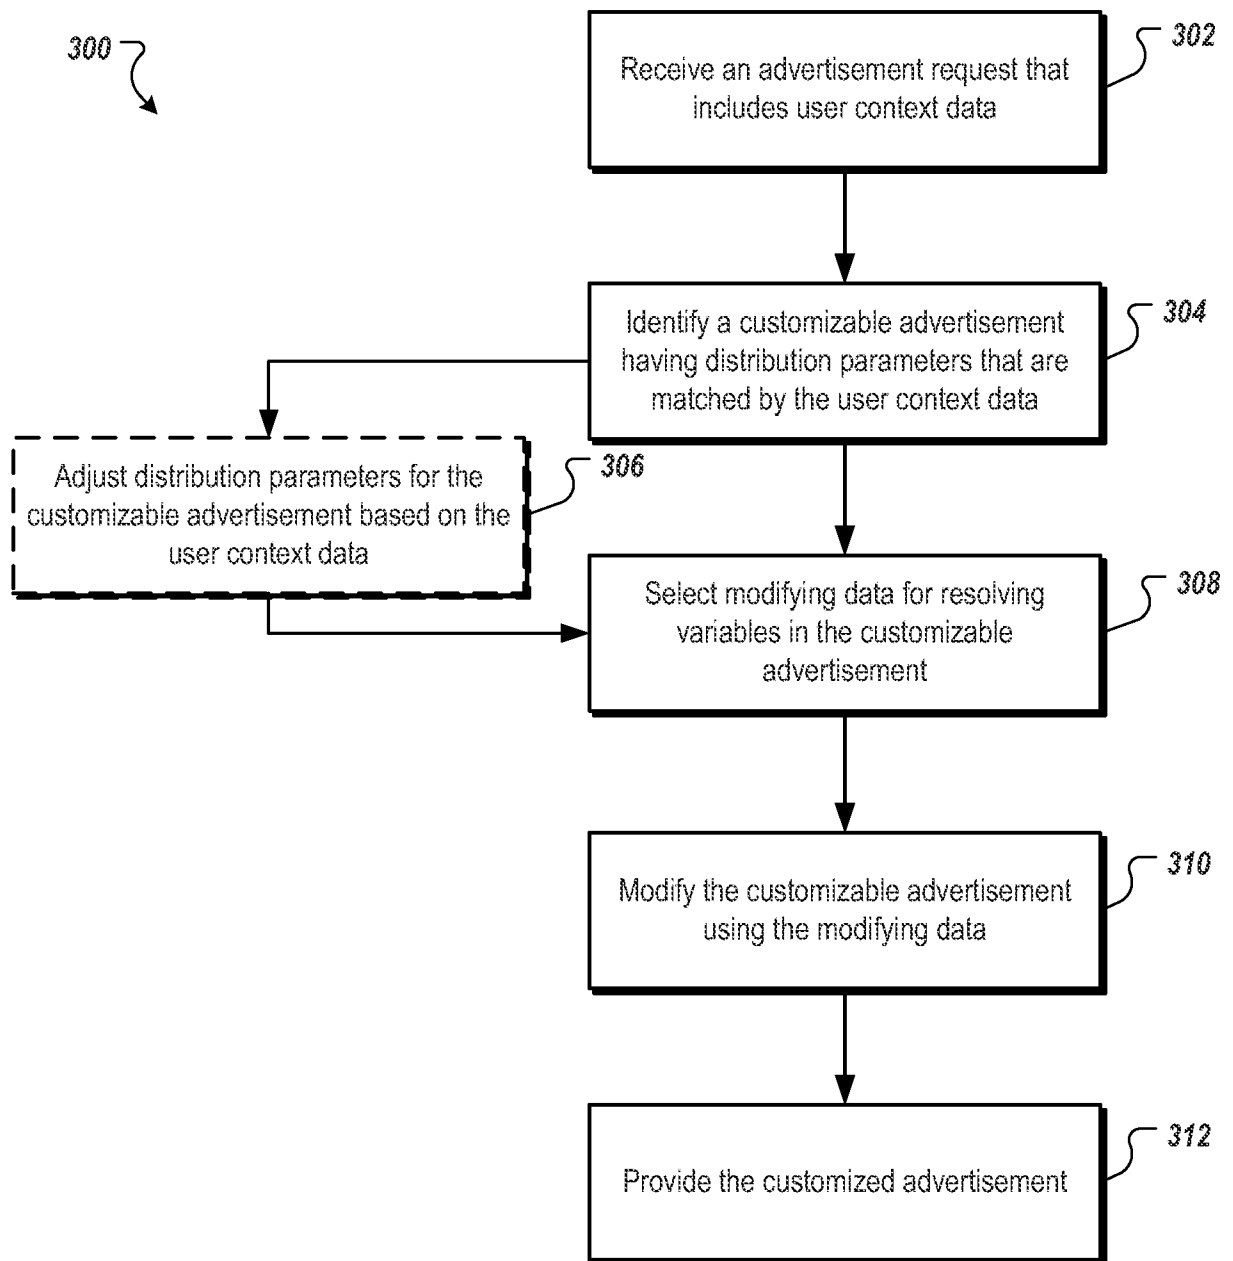 300
302
Receive an advertisement request that
includes user context data
304
Identify a customizable advertisement
having distribution parameters that are
matched by the user context data
306
Adjust distribution parameters for the
customizable advertisement based on the
user context data
308
Select modifying data for resolving
variables in the customizable
advertisement
310
Modify the customizable advertisement
using the modifying data
312
Provide the customized advertisement